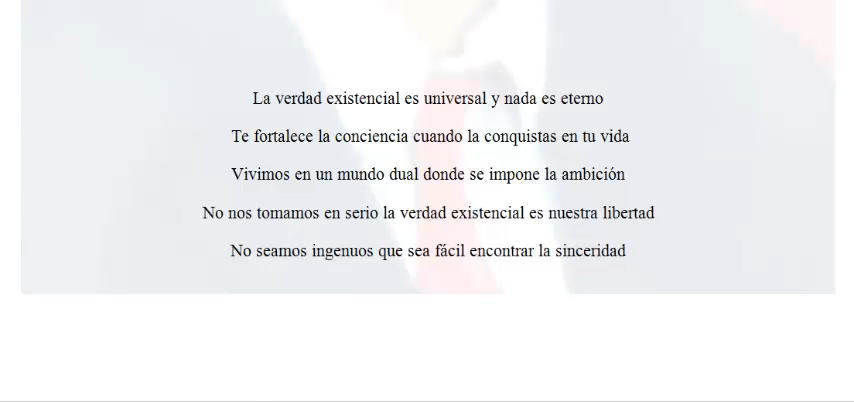 La verdad existencial es universal y nada es eterno
Te fortalece la conciencia cuando la conquistas en tu vida
Vivimos en un mundo dual donde se impone la ambición
No nos tomamos en serio la verdad existencial es nuestra libertad
No seamos ingenuos que sea fácil encontrar la sinceridad